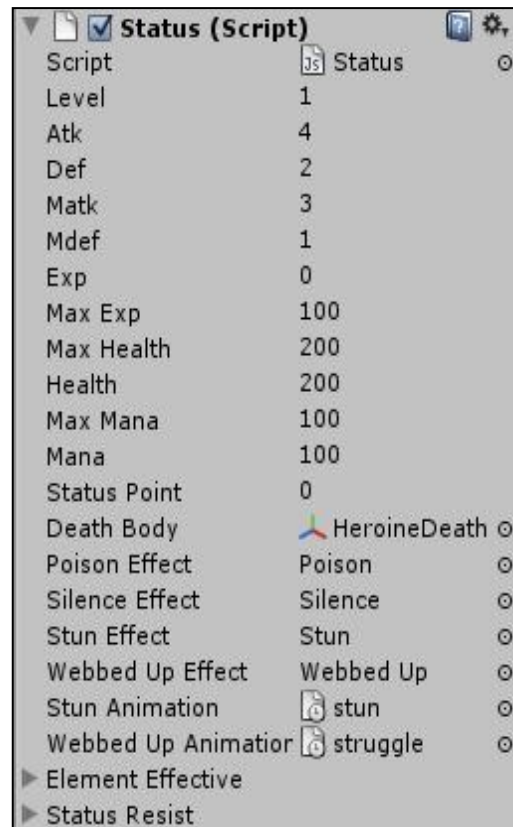 Status (Script)
Script Js Status
Level 1
Atk 4
Def 2
Matk 3
Mdef 1
Exp 0
Max Exp 100
Max Health 200
Health 200
Max Mana 100
Mana 100
Status Point 0
Death Body HeroineDeath
Poison Effect Poison
Silence Effect Silence
Stun Effect Stun
Webbed Up Effect Webbed Up
Stun Animation stun
Webbed Up Animation struggle
Element Effective
Status Resist